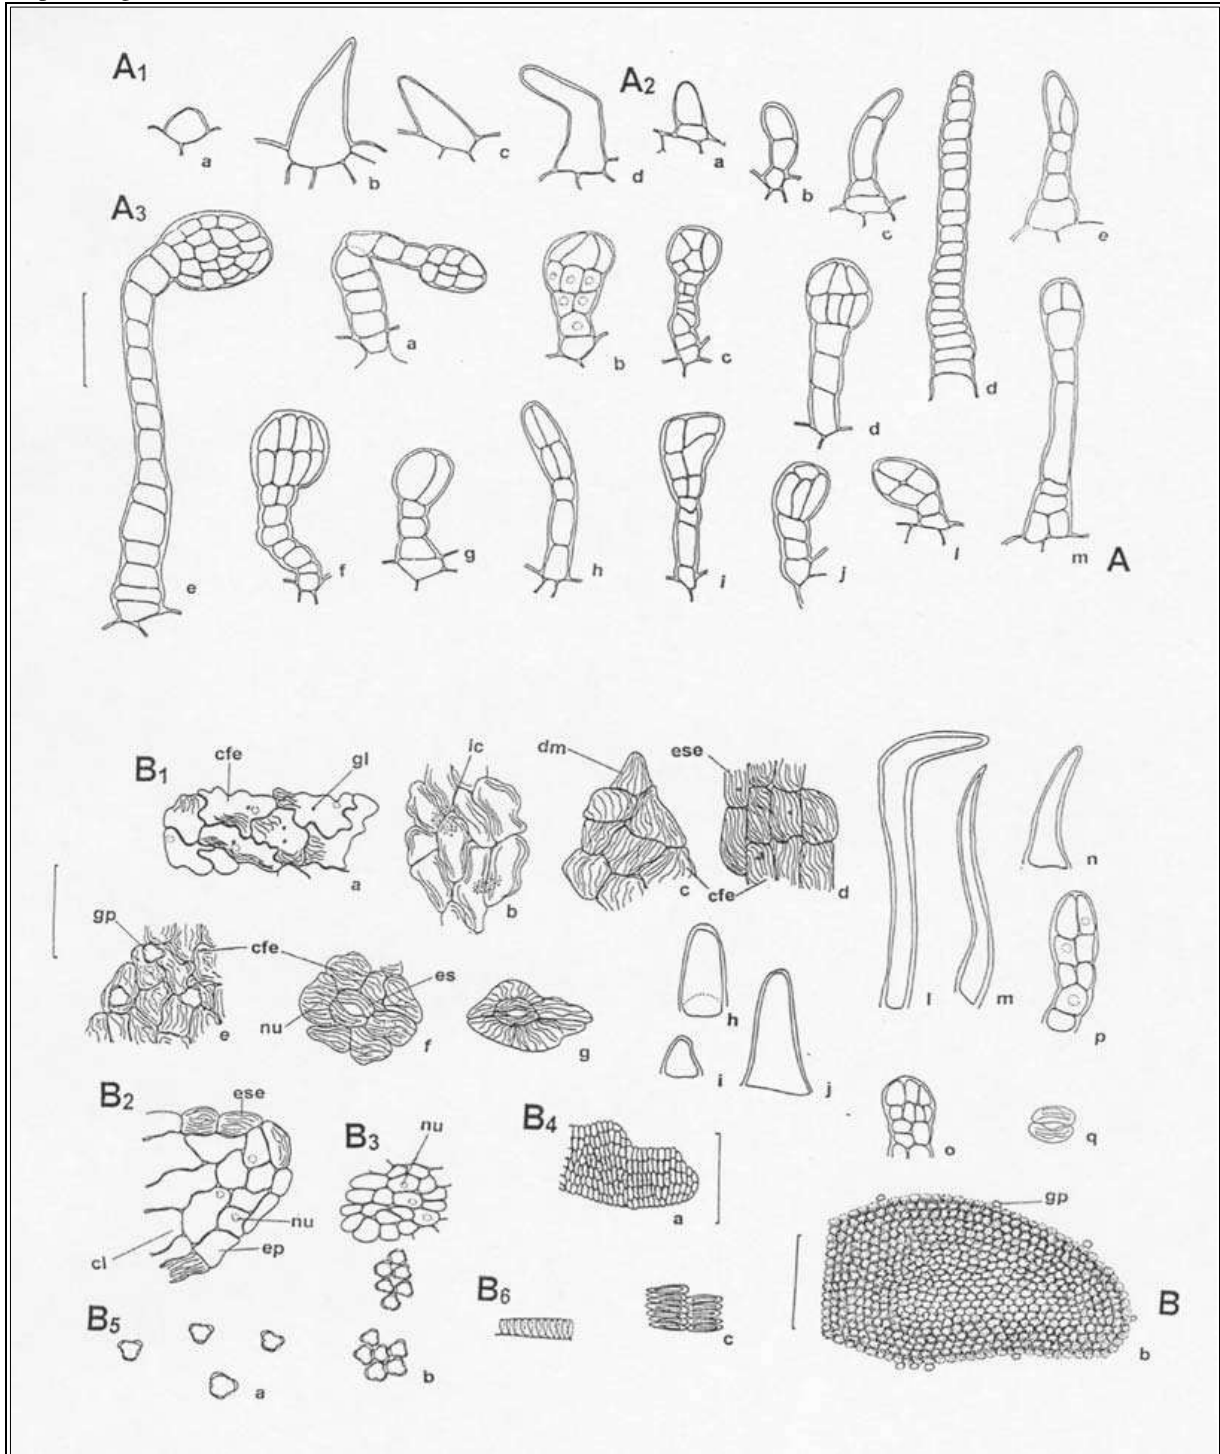 A1 A2
a b c d a b c d e
A3
a b c d
e f g h i j l m A
B1 cfe gl ic dm ese
a b c cfe d n
gp cfe es nu
e f g h i j l m p
B2 ese B3 nu B4
a o q
nu ep cl gp
B5 a b B6 c B
b